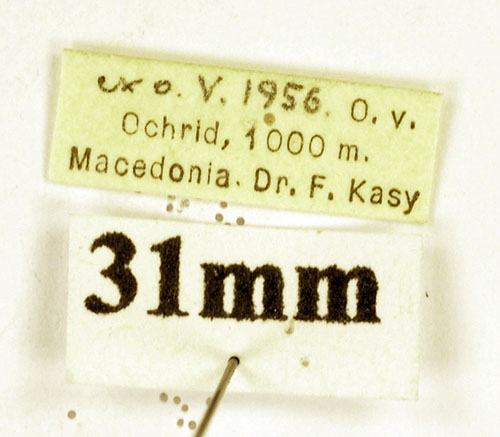 ex o. V. 1956. O. v.
Ochrid, 1000 m.
Macedonia. Dr. F. Kasy
31mm